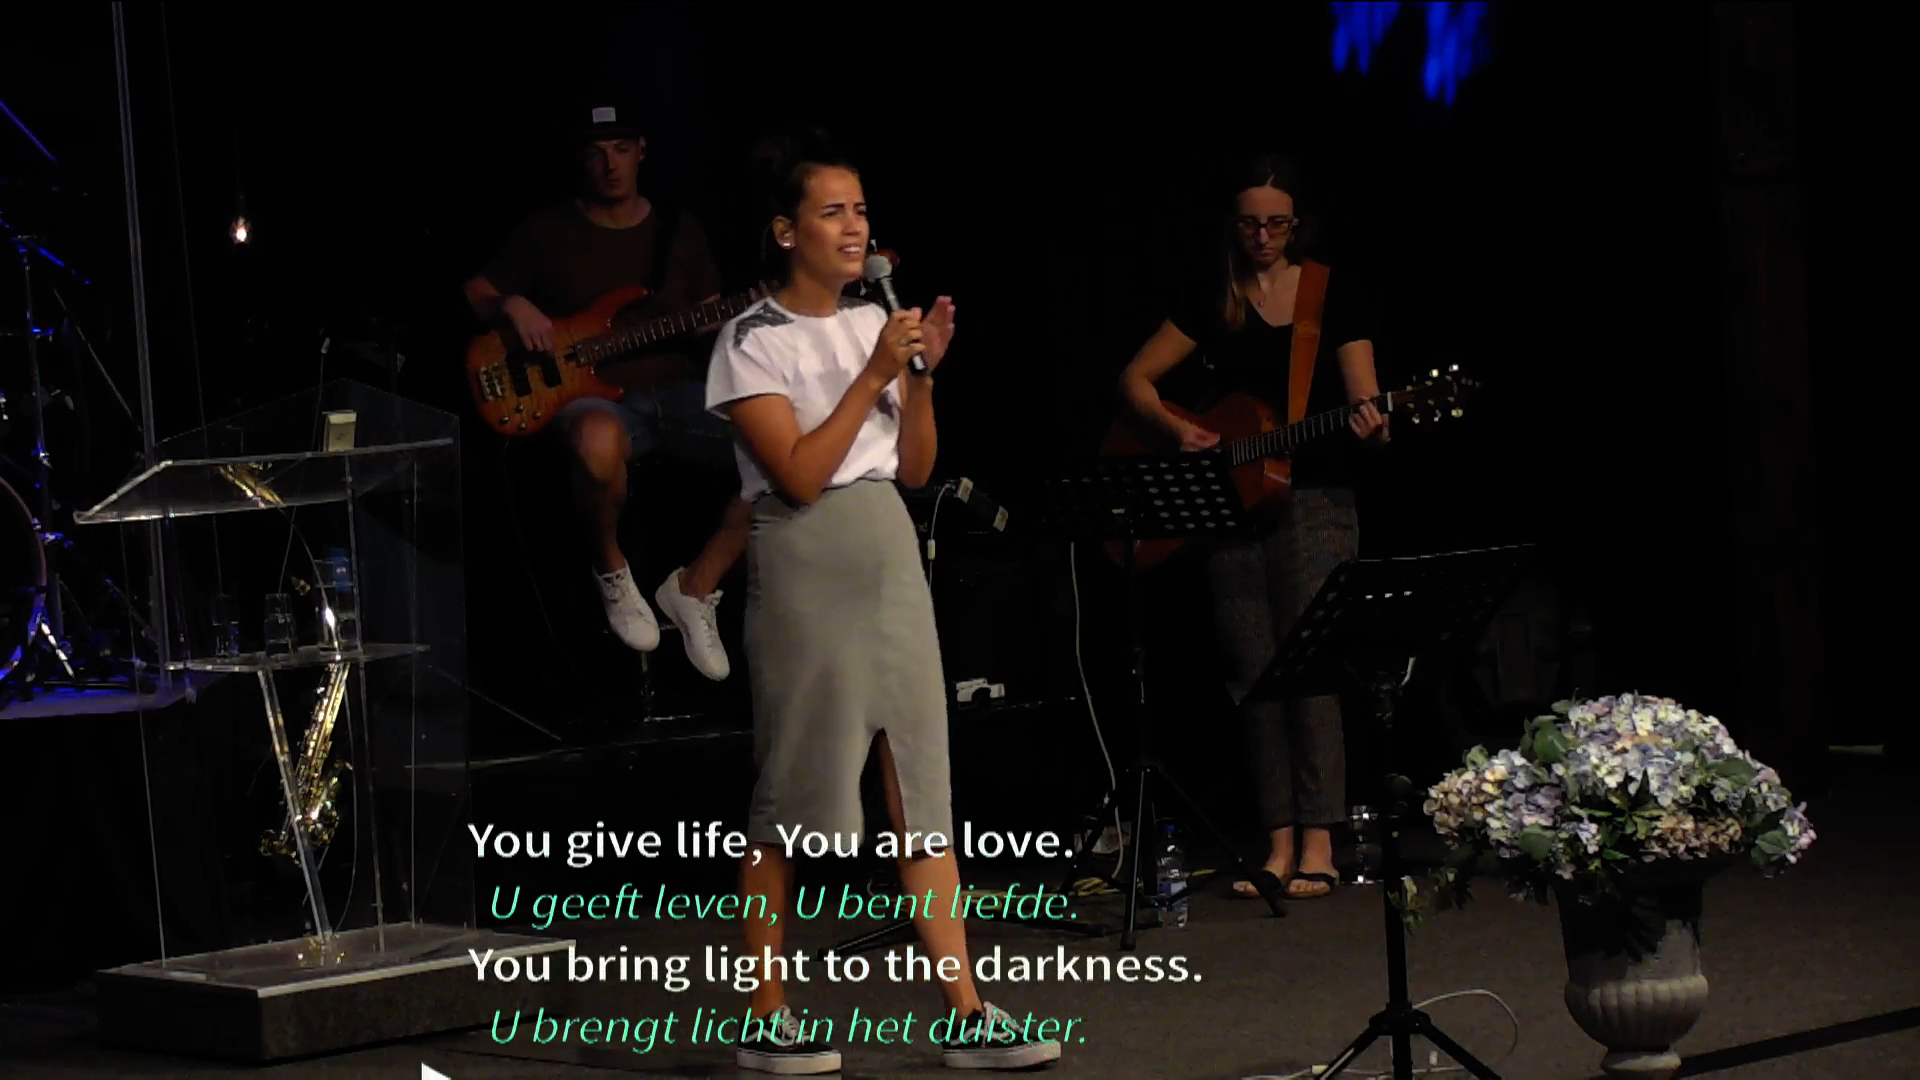 You give life, You are love.
U geeft leven, U bent liefde.
You bring light to the darkness.
U brengt licht in het duister.